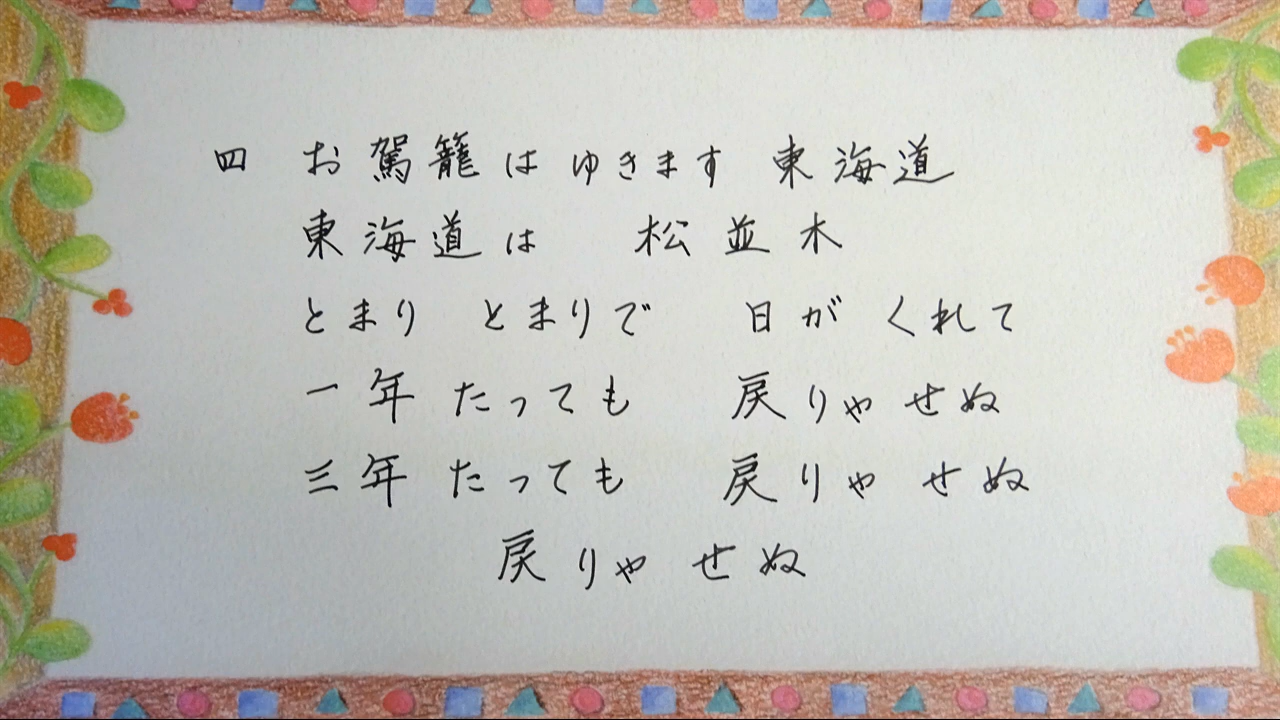 四 お駕籠は ゆきます 東海道
東海道は 松並木
とまり とまりで 日が くれて
一年 たっても 戻りゃ せぬ
三年 たっても 戻りゃ せぬ
戻りゃ せぬ